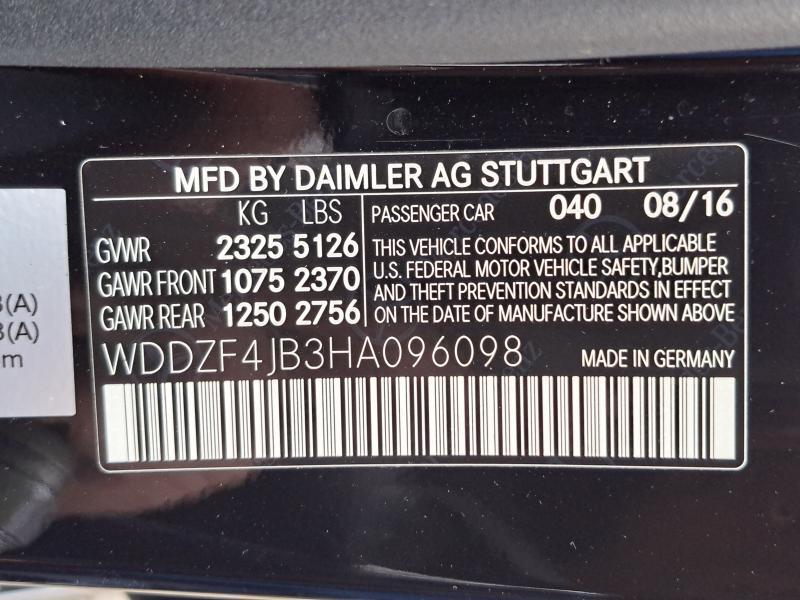 MFD BY DAIMLER AG STUTTGART
KG LBS
GVWR 2325 5126
GAWR FRONT 1075 2370
GAWR REAR 1250 2756
PASSENGER CAR 040 08/16
THIS VEHICLE CONFORMS TO ALL APPLICABLE
U.S. FEDERAL MOTOR VEHICLE SAFETY,BUMPER
AND THEFT PREVENTION STANDARDS IN EFFECT
ON THE DATE OF MANUFACTURE SHOWN ABOVE
WDDZF4JB3HA096098 MADE IN GERMANY
(A)
(A)
m